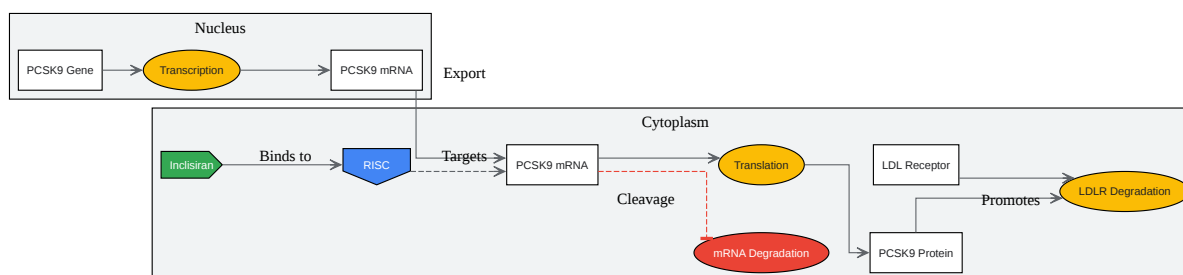 Nucleus
PCSK9 Gene
Transcription
PCSK9 mRNA
Export
Cytoplasm
Inclisiran
Binds to
RISC
Targets
PCSK9 mRNA
Translation
LDL Receptor
LDLR Degradation
Cleavage
Promotes
mRNA Degradation
PCSK9 Protein